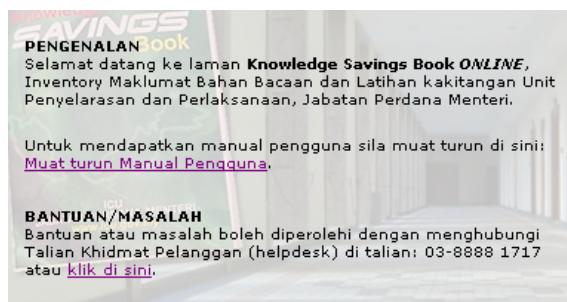 Knowledge
SAVINGS
Book
PENGENALAN
Selamat datang ke laman Knowledge Savings Book ONLINE,
Inventory Maklumat Bahan Bacaan dan Latihan kakitangan Unit
Penyelarasan dan Perlaksanaan, Jabatan Perdana Menteri.
Untuk mendapatkan manual pengguna sila muat turun di sini:
Muat turun Manual Pengguna.
ICU
MENTERI
BANTUAN/MASALAH
Bantuan atau masalah boleh diperolehi dengan menghubungi
Talian Khidmat Pelanggan (helpdesk) di talian: 03-8888 1717
atau klik di sini.